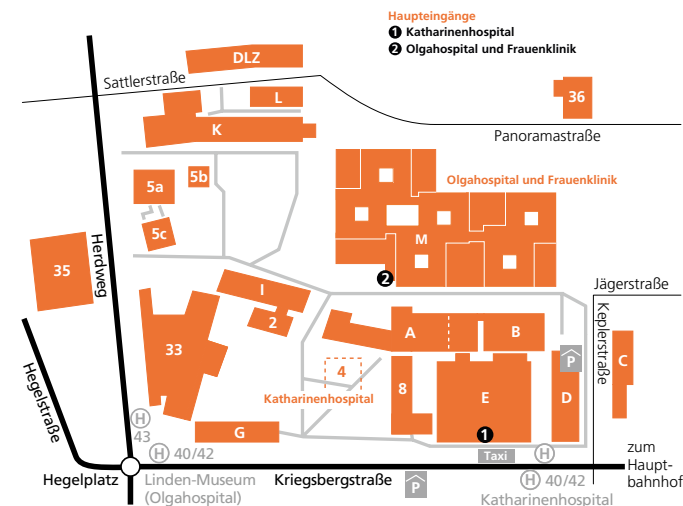 Haupteingänge
1 Katharinenhospital
2 Olgahospital und Frauenklinik
DLZ
Sattlerstraße
L
36
K
Panoramastraße
5b
5a
Olgahospital und Frauenklinik
5c
M
Herdweg
35
2
I
Jägerstraße
2
A
B
Keplerstraße
33
P
4
C
Hegelstraße
Katharinenhospital
8
E
D
G
H
43
1
H 40/42
Taxi
H
zum
Haupt-
bahnhof
Hegelplatz
Linden-Museum
(Olgahospital)
Kriegsbergstraße
P
H 40/42
Katharinenhospital